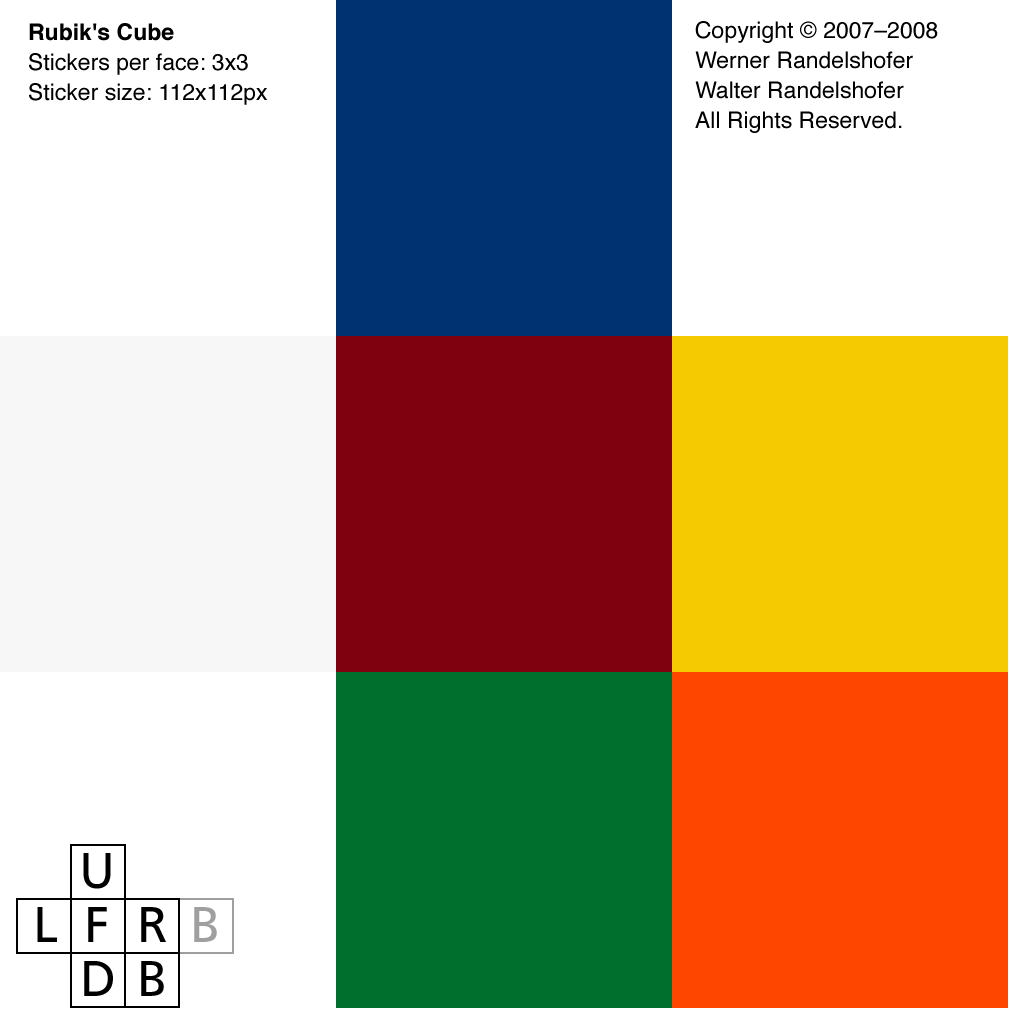 Rubik's Cube
Stickers per face: 3x3
Sticker size: 112x112px
Copyright © 2007–2008
Werner Randelshofer
Walter Randelshofer
All Rights Reserved.
U
L F R B
D B